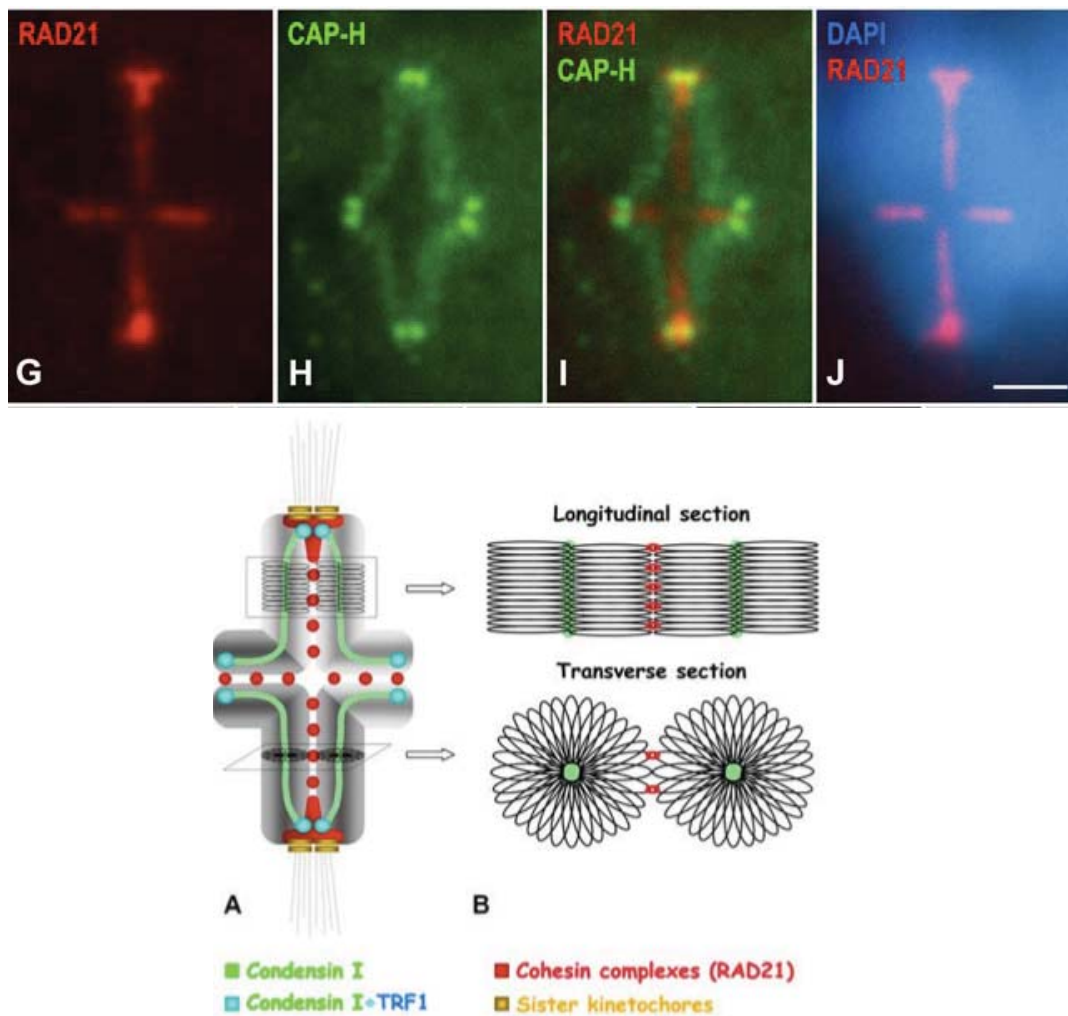 RAD21
CAP-H
RAD21
CAP-H
DAPI
RAD21
G
H
I
J
Longitudinal section
Transverse section
A
B
Condensin I
Cohesin complexes (RAD21)
Condensin I+TRF1
Sister kinetochores